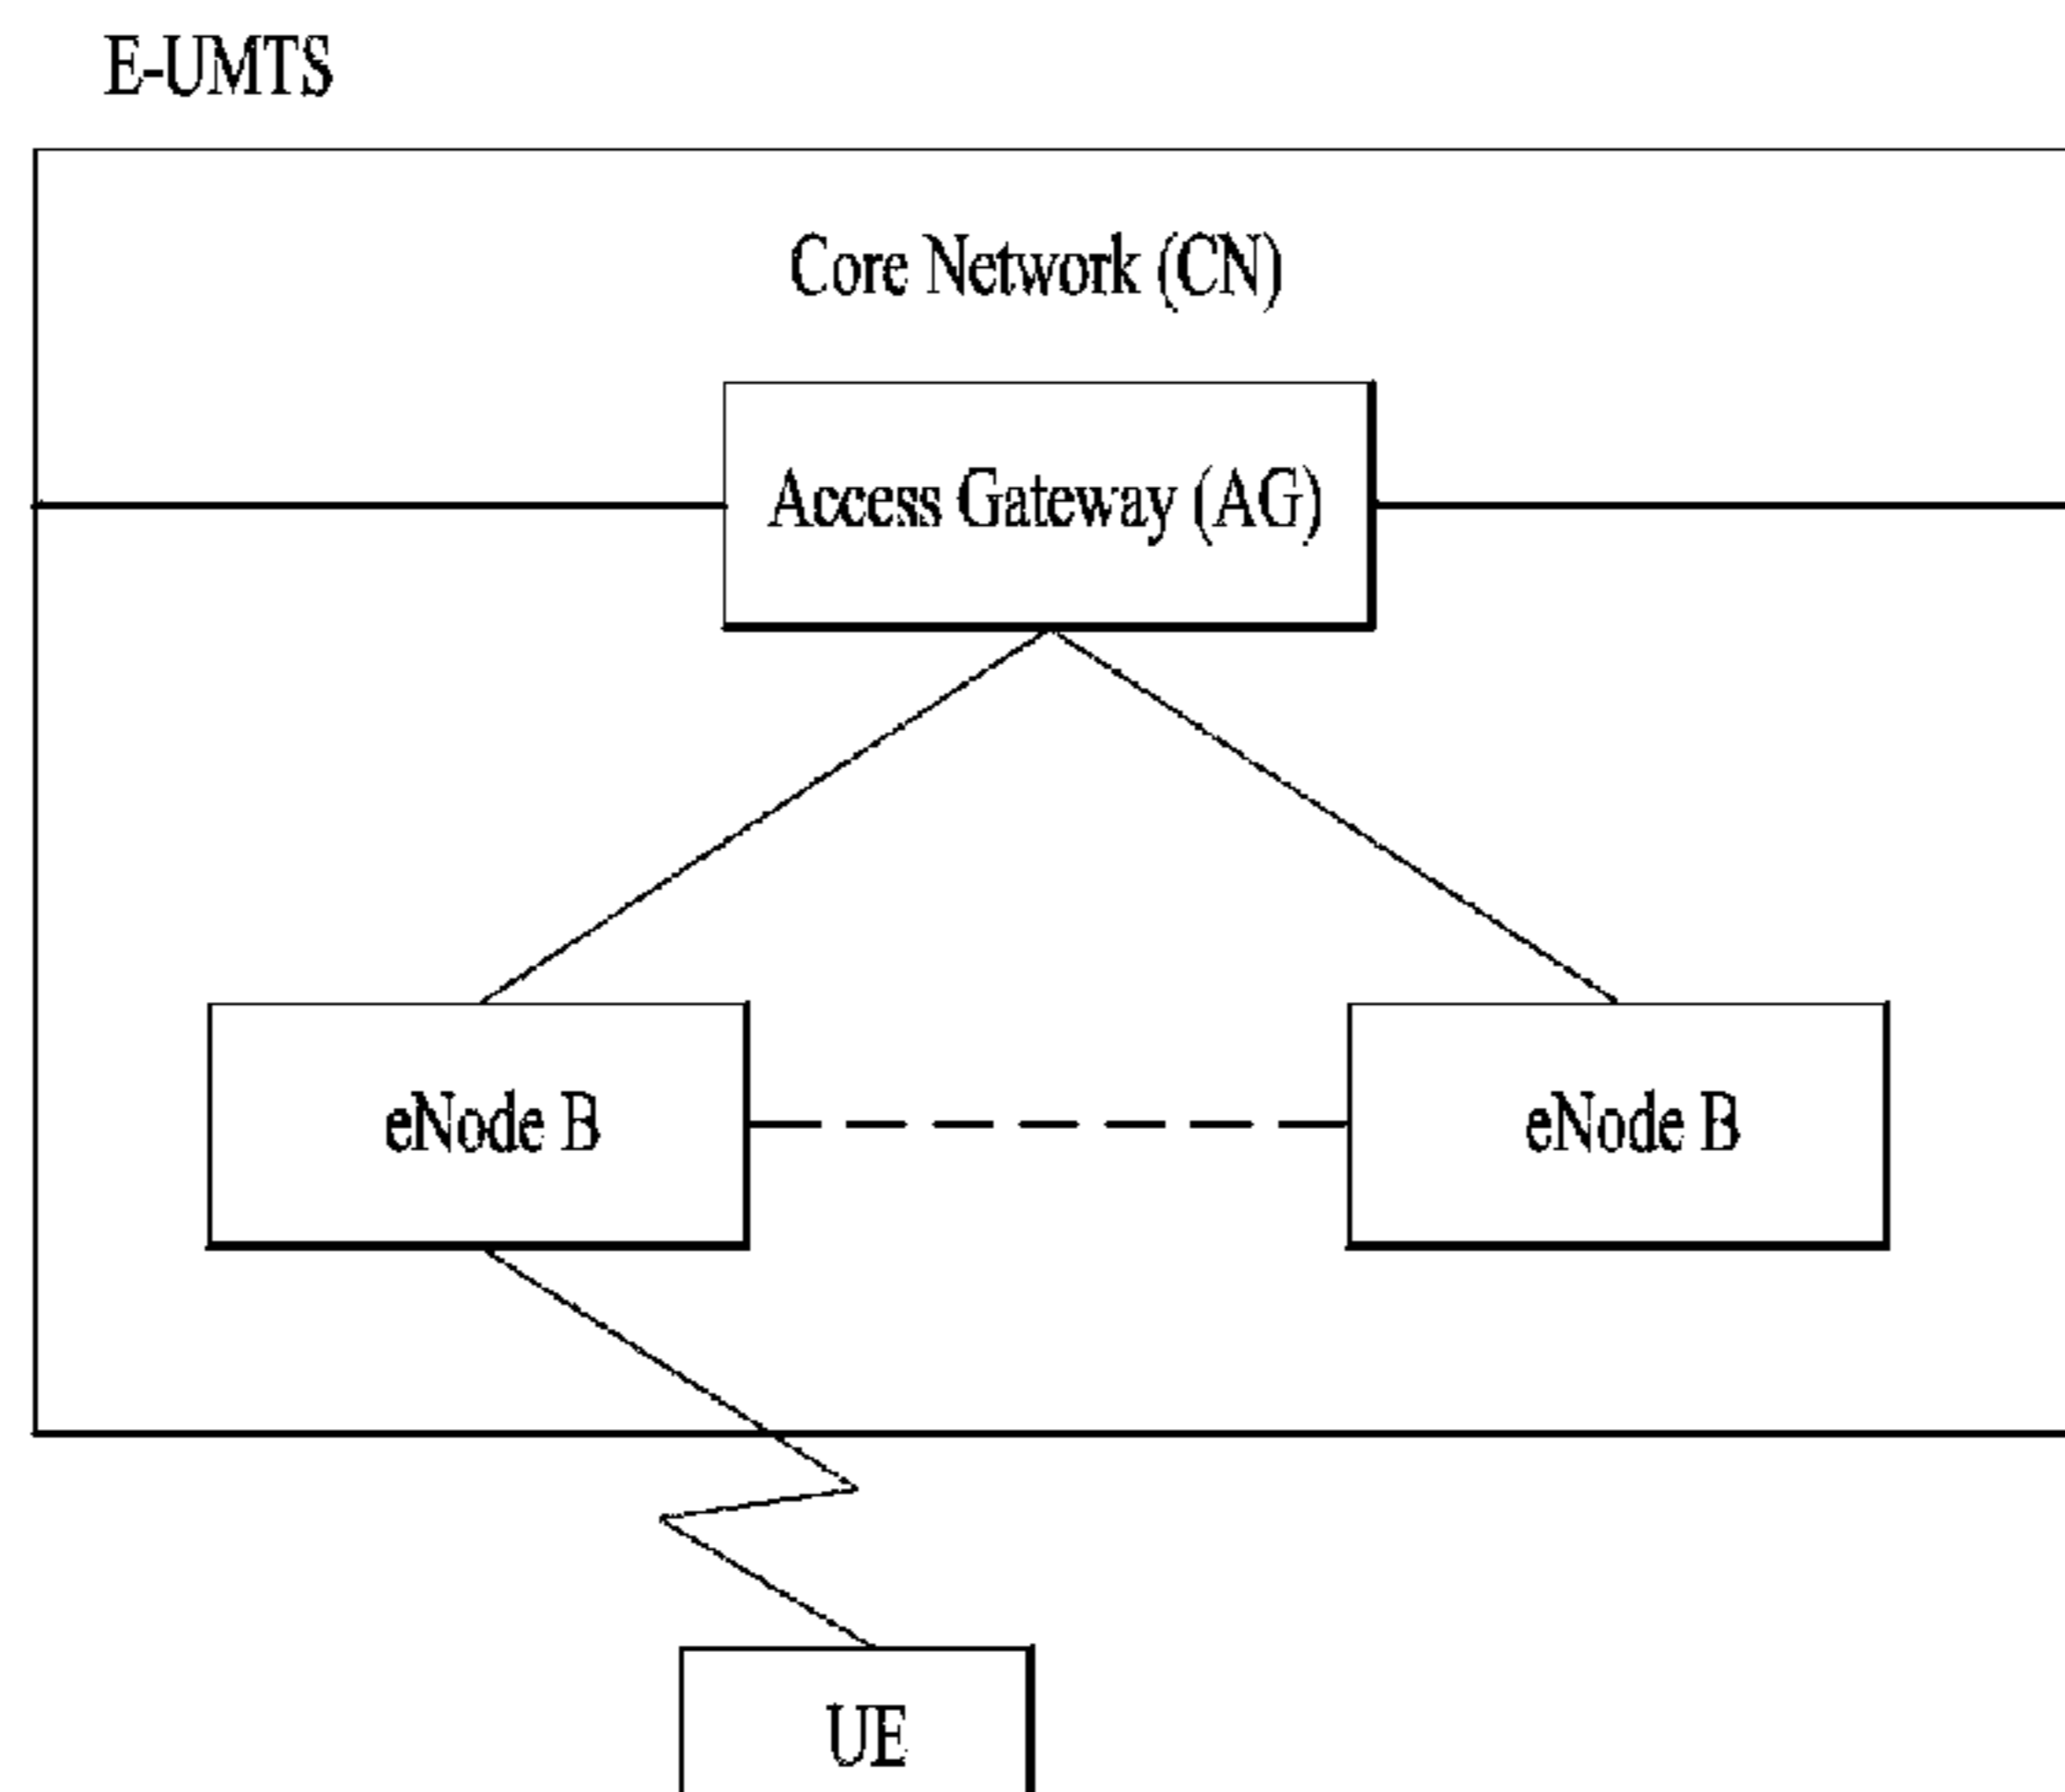 E-UMTS
Core Network (CN)
Access Gateway (AG)
eNode B
eNode B
UE